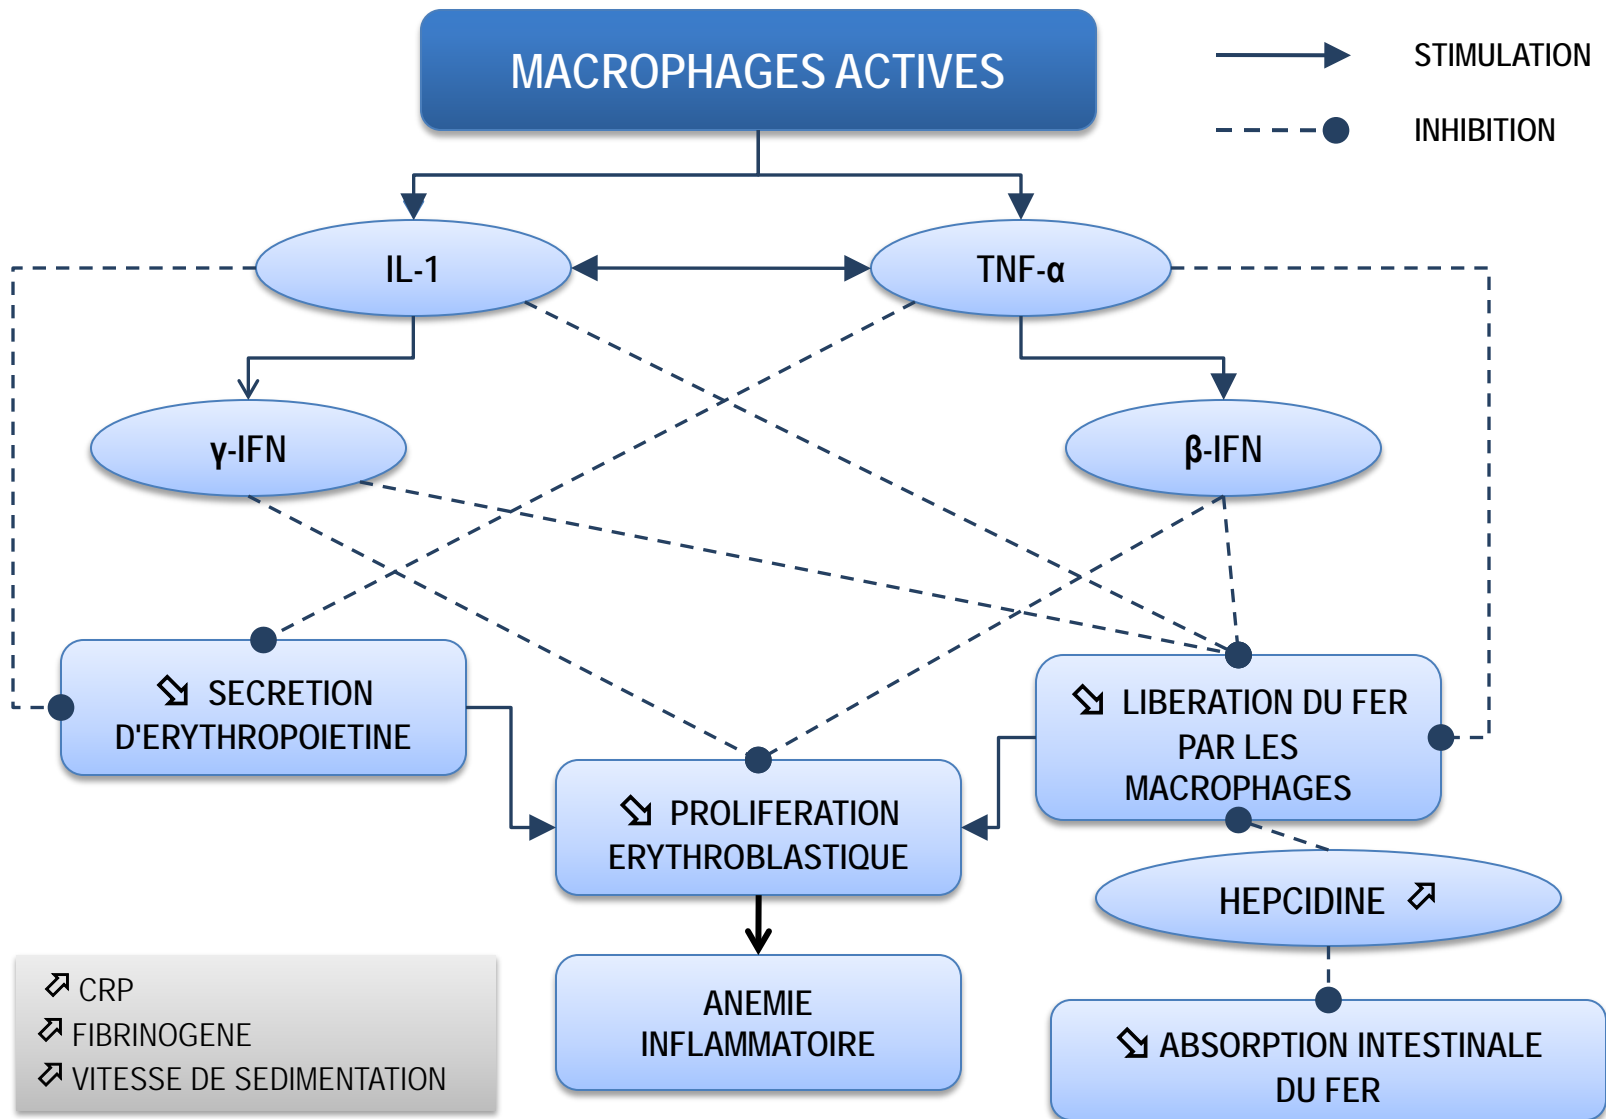 MACROPHAGES ACTIVES
STIMULATION
INHIBITION
IL-1
TNF-α
γ-IFN
β-IFN
SECRETION
D'ERYTHROPOIETINE
LIBERATION DU FER
PAR LES
MACROPHAGES
PROLIFERATION
ERYTHROBLASTIQUE
HEPCIDINE
CRP
FIBRINOGENE
VITESSE DE SEDIMENTATION
ANEMIE
INFLAMMATOIRE
ABSORPTION INTESTINALE
DU FER